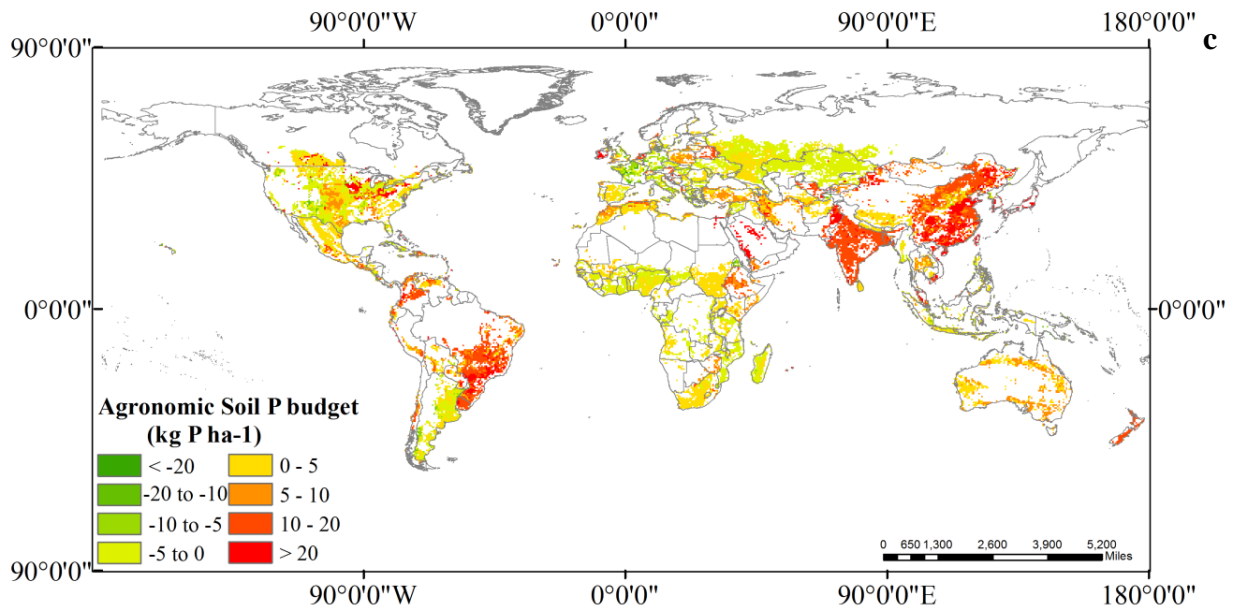 90°0'0"W 0°0'0" 90°0'0"E 180°0'0"
90°0'0" c
0°0'0" 0°0'0"
Agronomic Soil P budget
(kg P ha-1)
< -20 0 - 5
-20 to -10 5 - 10
-10 to -5 10 - 20
-5 to 0 > 20
0 650 1,300 2,600 3,900 5,200
Miles
90°0'0" 90°0'0"
90°0'0"W 0°0'0" 90°0'0"E 180°0'0"